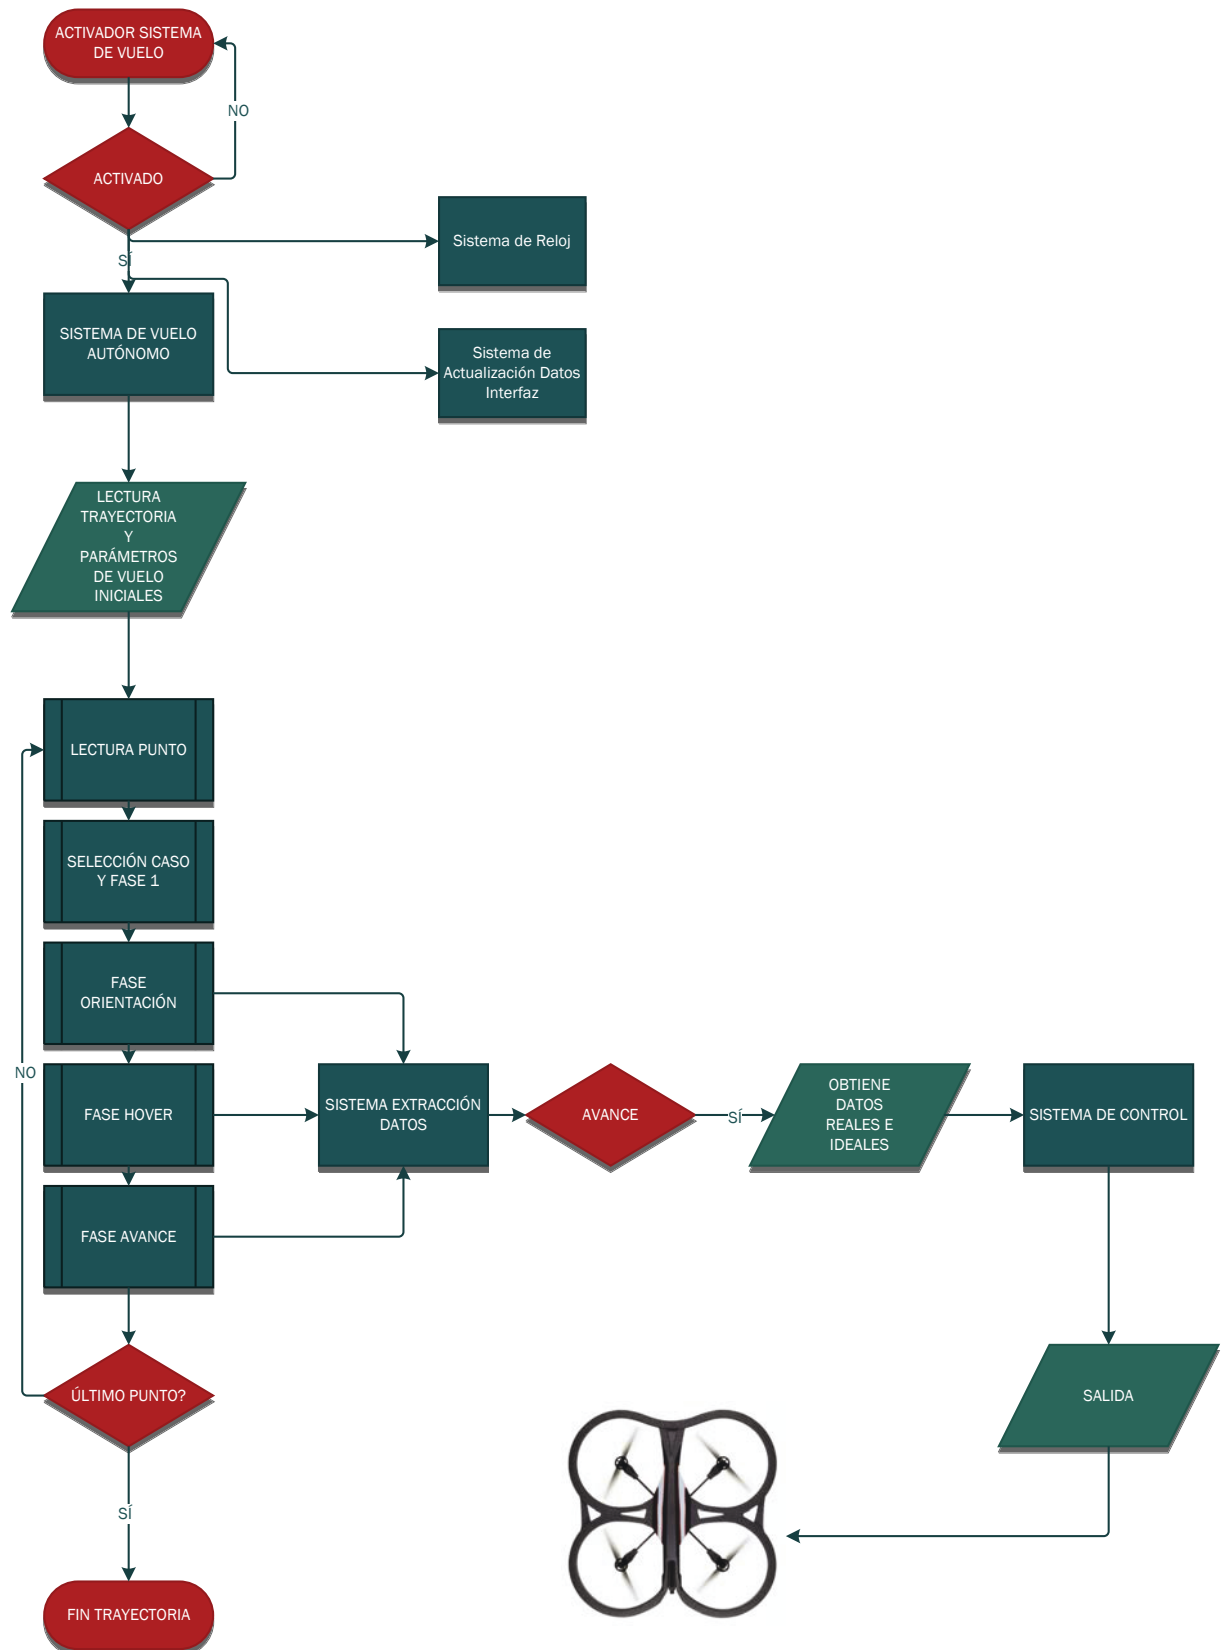 ACTIVADOR SISTEMA
DE VUELO
NO
ACTIVADO
Sistema de Reloj
SÍ
SISTEMA DE VUELO
AUTÓNOMO
Sistema de
Actualización Datos
Interfaz
LECTURA
TRAYECTORIA
Y
PARÁMETROS
DE VUELO
INICIALES
LECTURA PUNTO
SELECCIÓN CASO
Y FASE 1
FASE
ORIENTACIÓN
NO
FASE HOVER
SISTEMA EXTRACCIÓN
DATOS
AVANCE
SÍ
OBTIENE
DATOS
REALES E
IDEALES
SISTEMA DE CONTROL
FASE AVANCE
ÚLTIMO PUNTO?
SALIDA
SÍ
FIN TRAYECTORIA